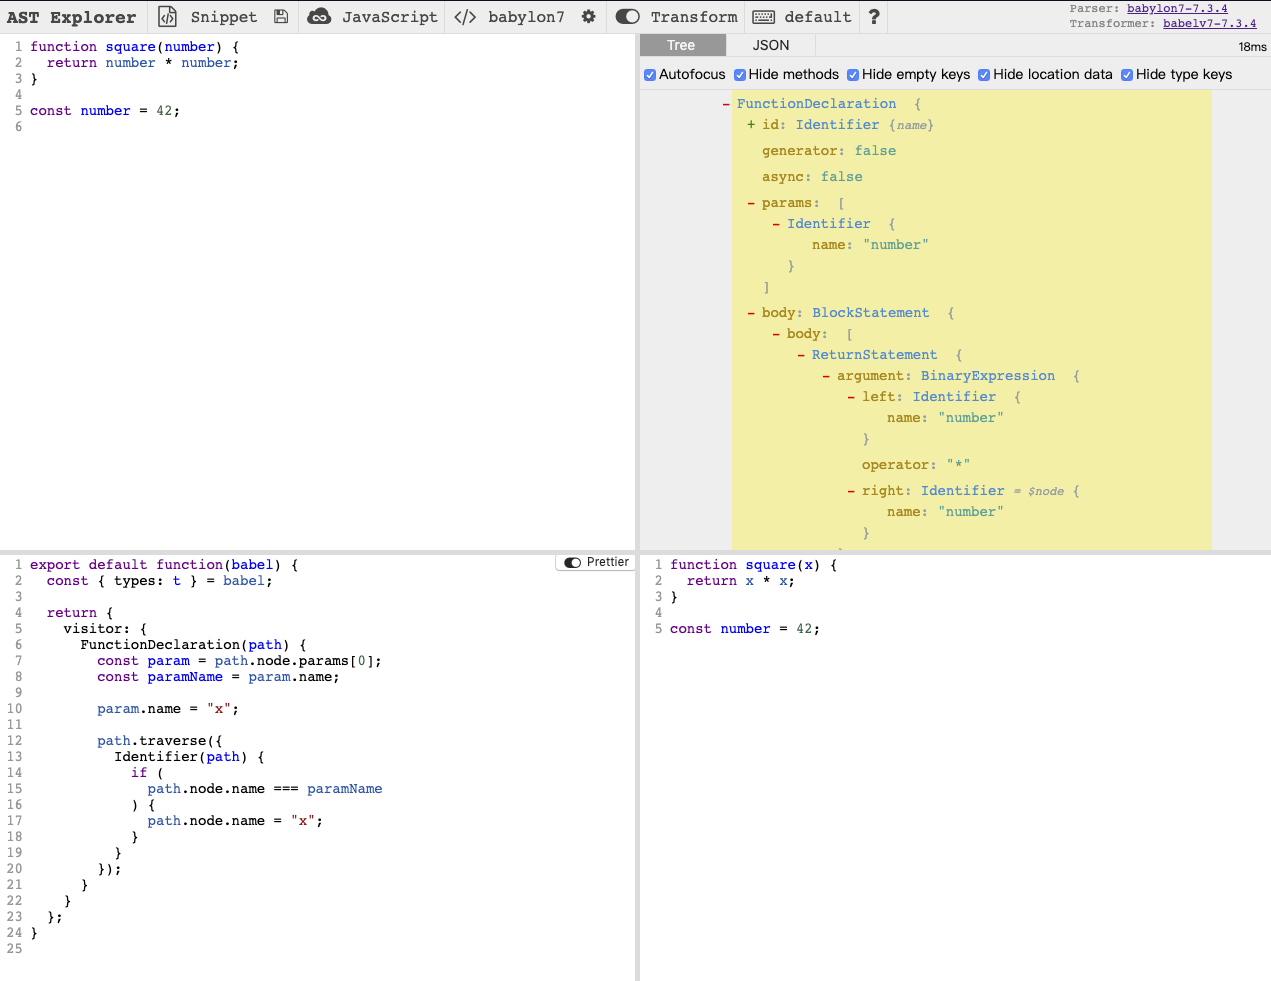 AST Explorer Snippet JavaScript </> babylon7 Transform default ?
Parser: babylon7-7.3.4
Transformer: babelv7-7.3.4
1 function square(number) {
2   return number * number;
3 }
4
5 const number = 42;
6
Tree JSON 18ms
Autofocus Hide methods Hide empty keys Hide location data Hide type keys
- FunctionDeclaration {
+ id: Identifier {name}
generator: false
async: false
- params: [
- Identifier {
name: "number"
}
]
- body: BlockStatement {
- body: [
- ReturnStatement {
- argument: BinaryExpression {
- left: Identifier {
name: "number"
}
operator: "*"
- right: Identifier = $node {
name: "number"
}
Prettier
1 export default function(babel) {
2   const { types: t } = babel;
3
4   return {
5     visitor: {
6       FunctionDeclaration(path) {
7         const param = path.node.params[0];
8         const paramName = param.name;
9
10         param.name = "x";
11
12         path.traverse({
13           Identifier(path) {
14             if (
15               path.node.name === paramName
16             ) {
17               path.node.name = "x";
18             }
19           }
20         });
21       }
22     }
23   };
24 }
25
1 function square(x) {
2   return x * x;
3 }
4
5 const number = 42;